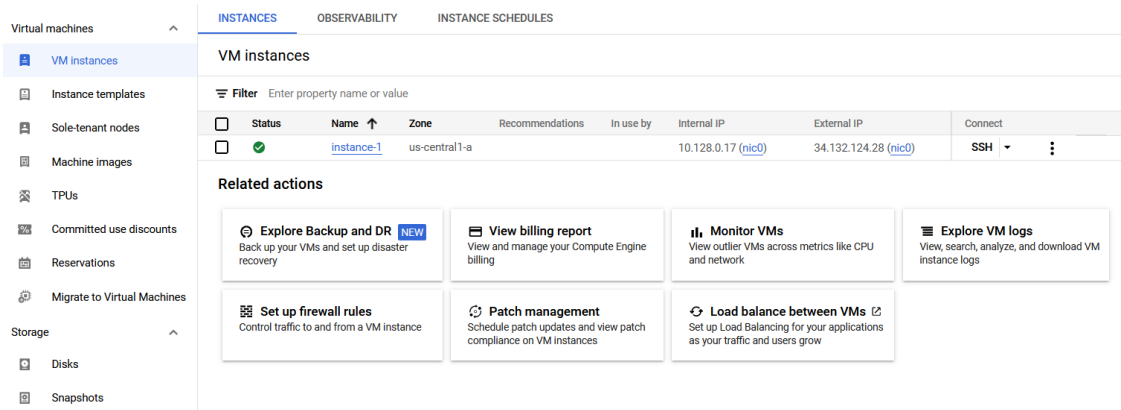 Virtual machines
VM instances
Instance templates
Sole-tenant nodes
Machine images
TPUs
Committed use discounts
Reservations
Migrate to Virtual Machines
Storage
Disks
Snapshots
INSTANCES OBSERVABILITY INSTANCE SCHEDULES
VM instances
Filter Enter property name or value
Status Name Zone Recommendations In use by Internal IP External IP Connect
instance-1 us-central1-a 10.128.0.17 (nic0) 34.132.124.28 (nic0) SSH
Related actions
Explore Backup and DR NEW
Back up your VMs and set up disaster
recovery
View billing report
View and manage your Compute Engine
billing
Monitor VMs
View outlier VMs across metrics like CPU
and network
Explore VM logs
View, search, analyze, and download VM
instance logs
Set up firewall rules
Control traffic to and from a VM instance
Patch management
Schedule patch updates and view patch
compliance on VM instances
Load balance between VMs
Set up Load Balancing for your applications
as your traffic and users grow